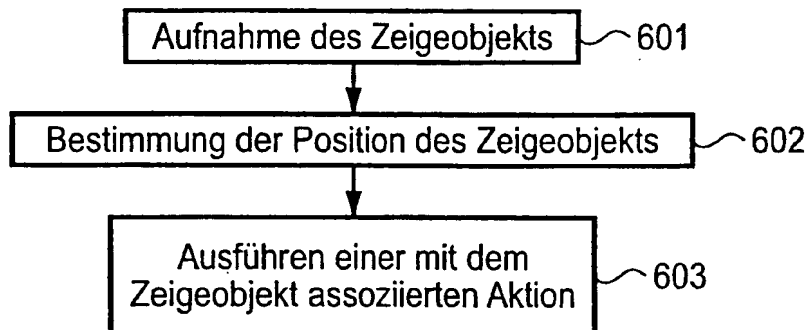 Aufnahme des Zeigeobjekts 601
Bestimmung der Position des Zeigeobjekts 602
Ausführen einer mit dem
Zeigeobjekt assoziierten Aktion 603